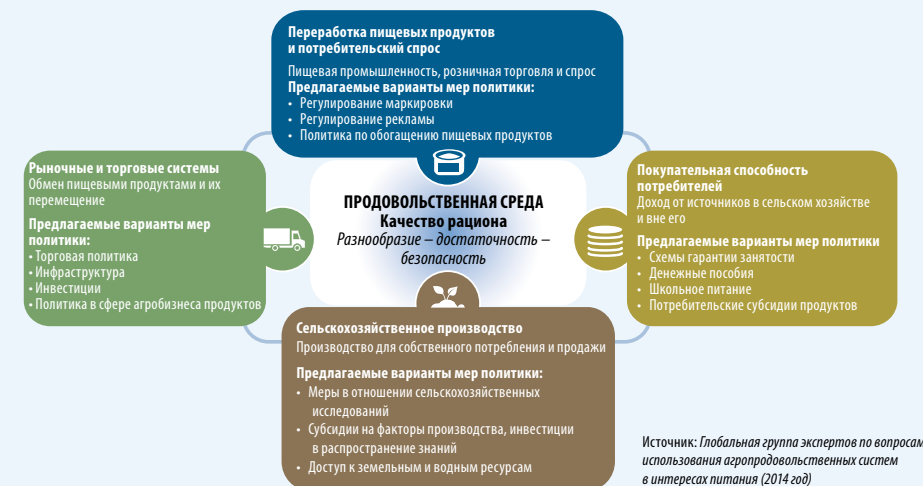 Переработка пищевых продуктов
и потребительский спрос
Пищевая промышленность, розничная торговля и спрос
Предлагаемые варианты мер политики:
• Регулирование маркировки
• Регулирование рекламы
• Политика по обогащению пищевых продуктов
Рыночные и торговые системы
Обмен пищевыми продуктами и их
перемещение
Предлагаемые варианты мер
политики:
• Торговая политика
• Инфраструктура
• Инвестиции
• Политика в сфере агробизнеса продуктов
ПРОДОВОЛЬСТВЕННАЯ СРЕДА
Качество рациона
Разнообразие – достаточность –
безопасность
Покупательная способность
потребителей
Доход от источников в сельском хозяйстве
и вне его
Предлагаемые варианты мер политики
• Схемы гарантии занятости
• Денежные пособия
• Школьное питание
• Потребительские субсидии продуктов
Сельскохозяйственное производство
Производство для собственного потребления и продажи
Предлагаемые варианты мер политики:
• Меры в отношении сельскохозяйственных
исследований
• Субсидии на факторы производства, инвестиции
в распространение знаний
• Доступ к земельным и водным ресурсам
Источник: Глобальная группа экспертов по вопросам
использования агропродовольственных систем
в интересах питания (2014 год)